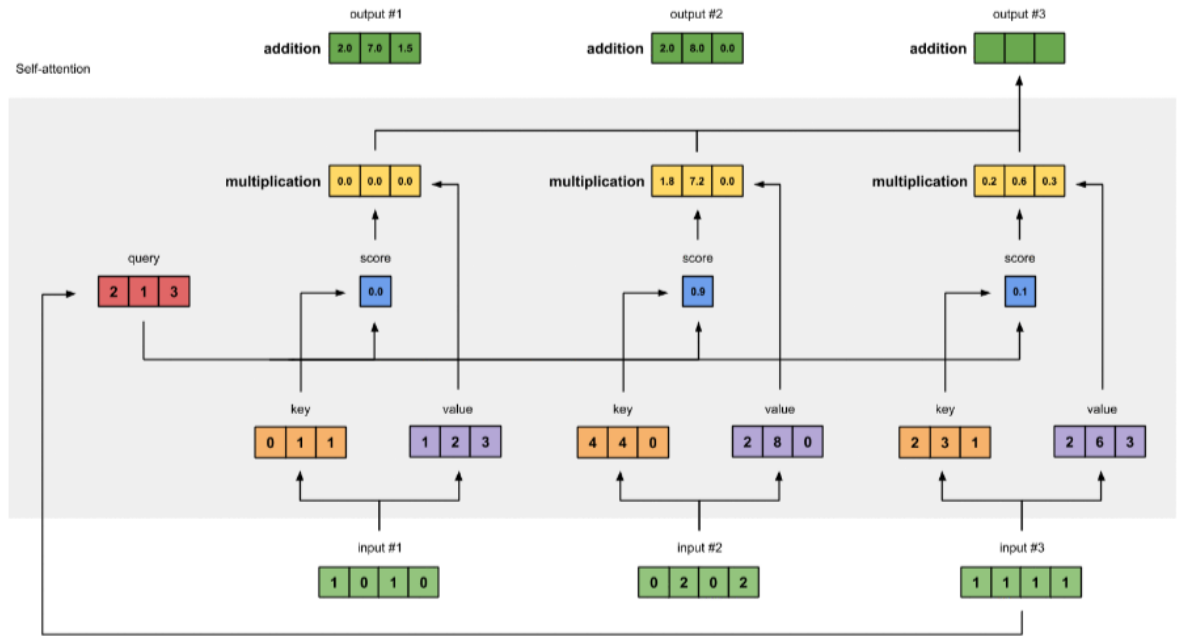 output #1 output #2 output #3
addition 2.0 7.0 1.5 addition 2.0 8.0 0.0 addition
Self-attention
multiplication 0.0 0.0 0.0 multiplication 1.8 7.2 0.0 multiplication 0.2 0.6 0.3
query score score score
2 1 3 0.0 0.9 0.1
key value key value key value
0 1 1 1 2 3 4 4 0 2 8 0 2 3 1 2 6 3
input #1 input #2 input #3
1 0 1 0 0 2 0 2 1 1 1 1